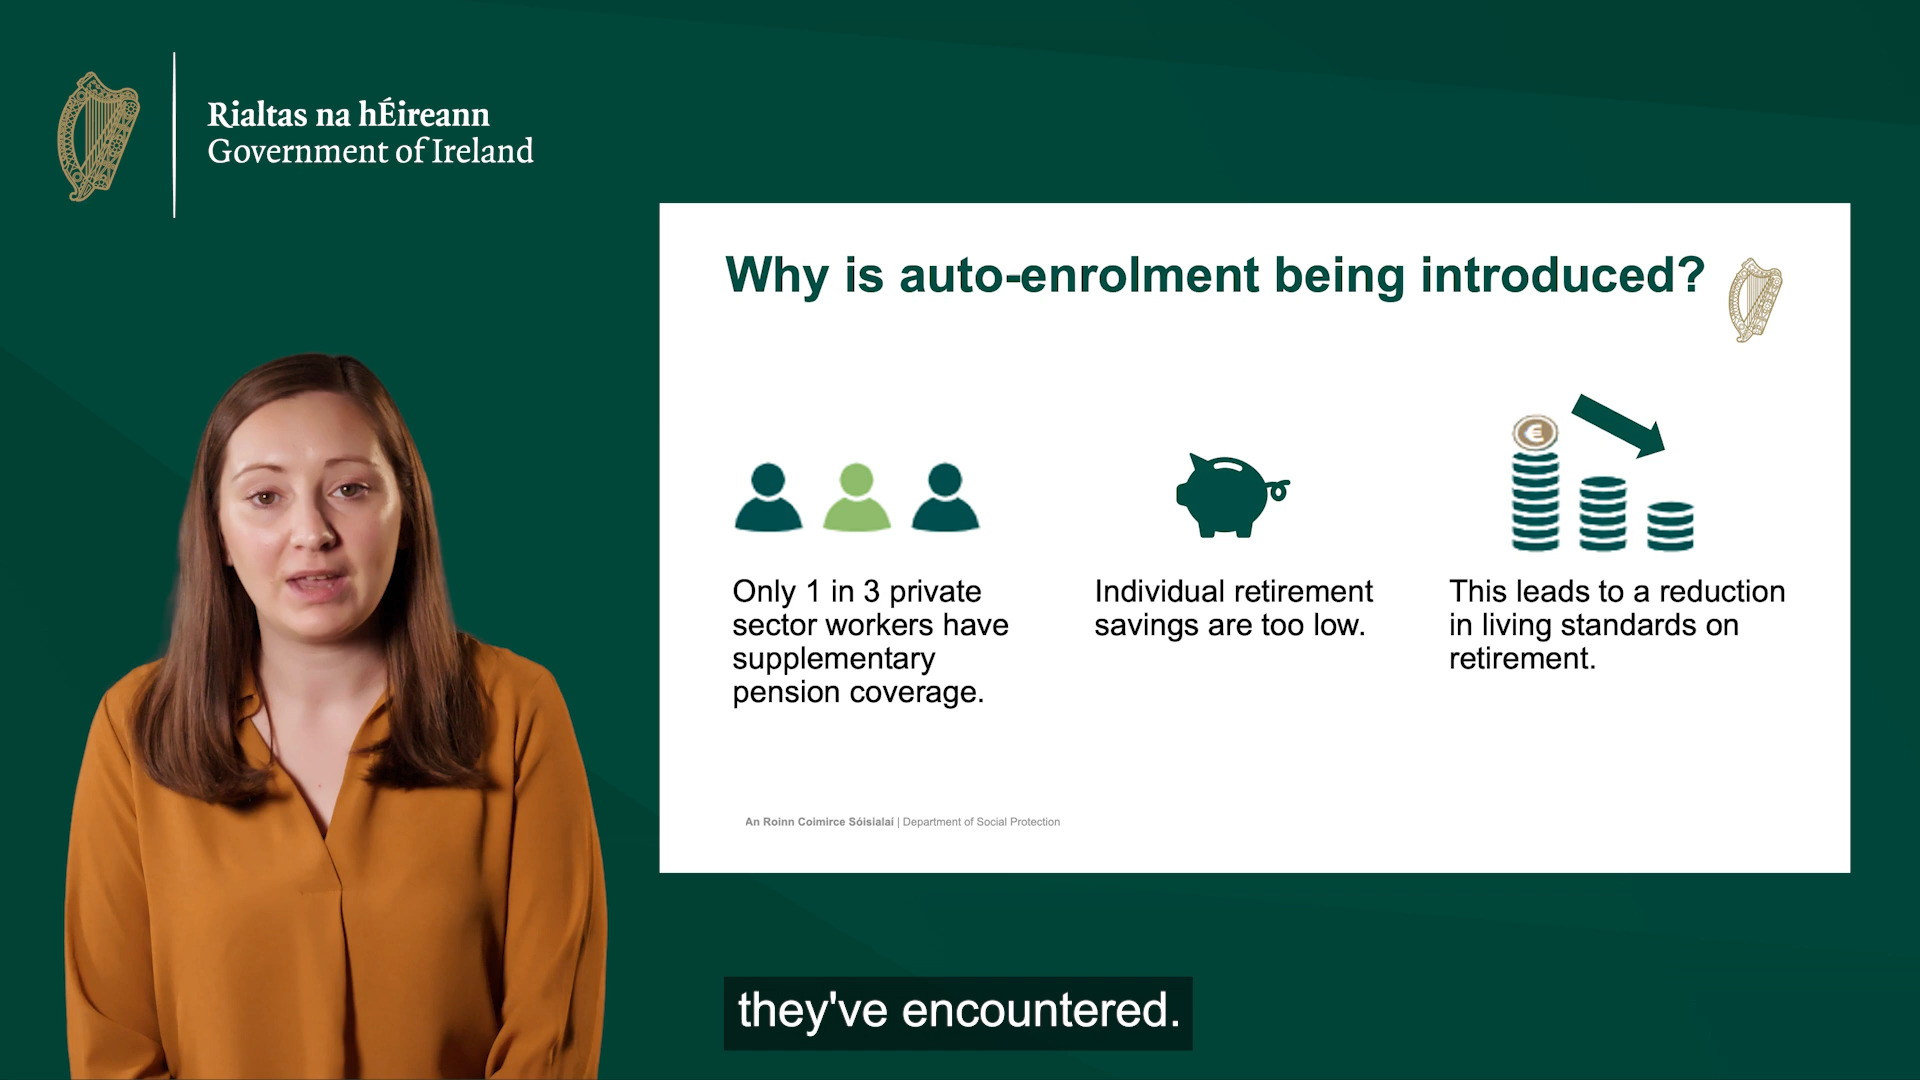 Rialtas na hÉireann
Government of Ireland
Why is auto-enrolment being introduced?
€
Only 1 in 3 private
sector workers have
supplementary
pension coverage.
Individual retirement
savings are too low.
This leads to a reduction
in living standards on
retirement.
An Roinn Coimirce Sóisialaí | Department of Social Protection
they've encountered.